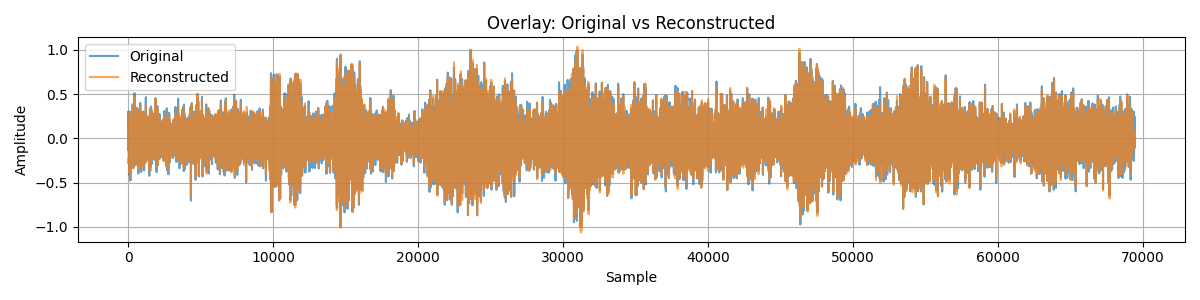 Overlay: Original vs Reconstructed
Original
Reconstructed
Amplitude
1.0
0.5
0.0
−0.5
−1.0
0 10000 20000 30000 40000 50000 60000 70000
Sample